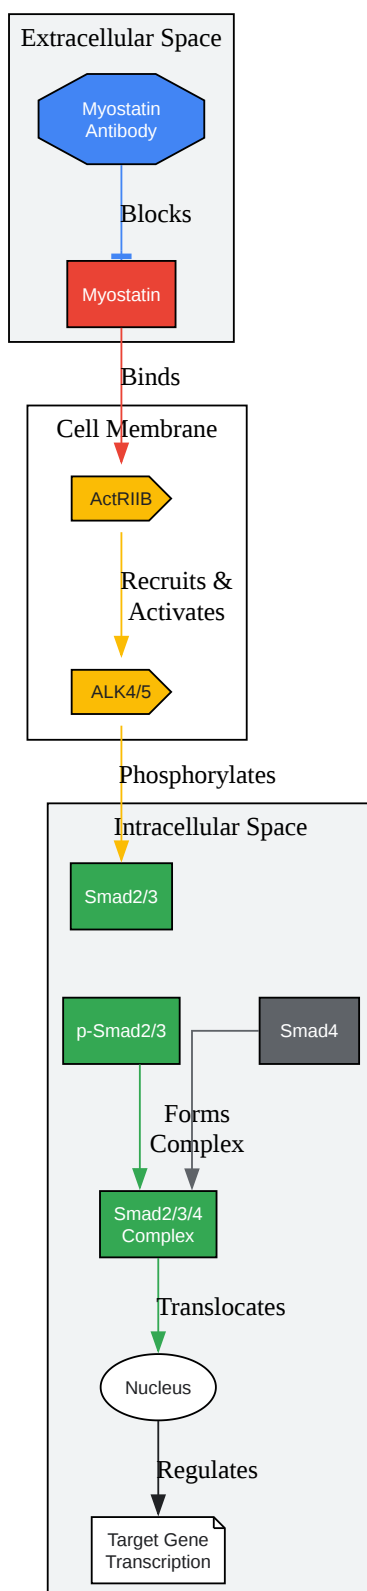 Extracellular Space
Myostatin
Antibody
Blocks
Myostatin
Binds
Cell Membrane
ActRIIB
Recruits &
Activates
ALK4/5
Phosphorylates
Intracellular Space
Smad2/3
p-Smad2/3
Smad4
Forms
Complex
Smad2/3/4
Complex
Translocates
Nucleus
Regulates
Target Gene
Transcription